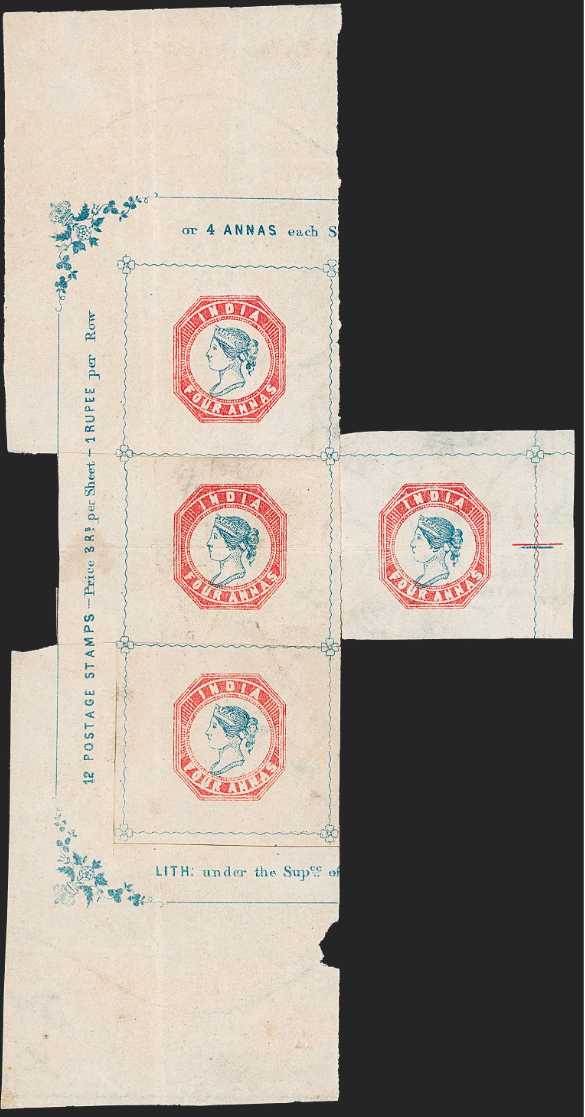 or 4 ANNAS each S
12 POSTAGE STAMPS – Price 3 Rs per Sheet – 1 RUPEE per Row
INDIA
FOUR ANNAS
INDIA
FOUR ANNAS
INDIA
FOUR ANNAS
INDIA
FOUR ANNAS
LITH: under the Supce of